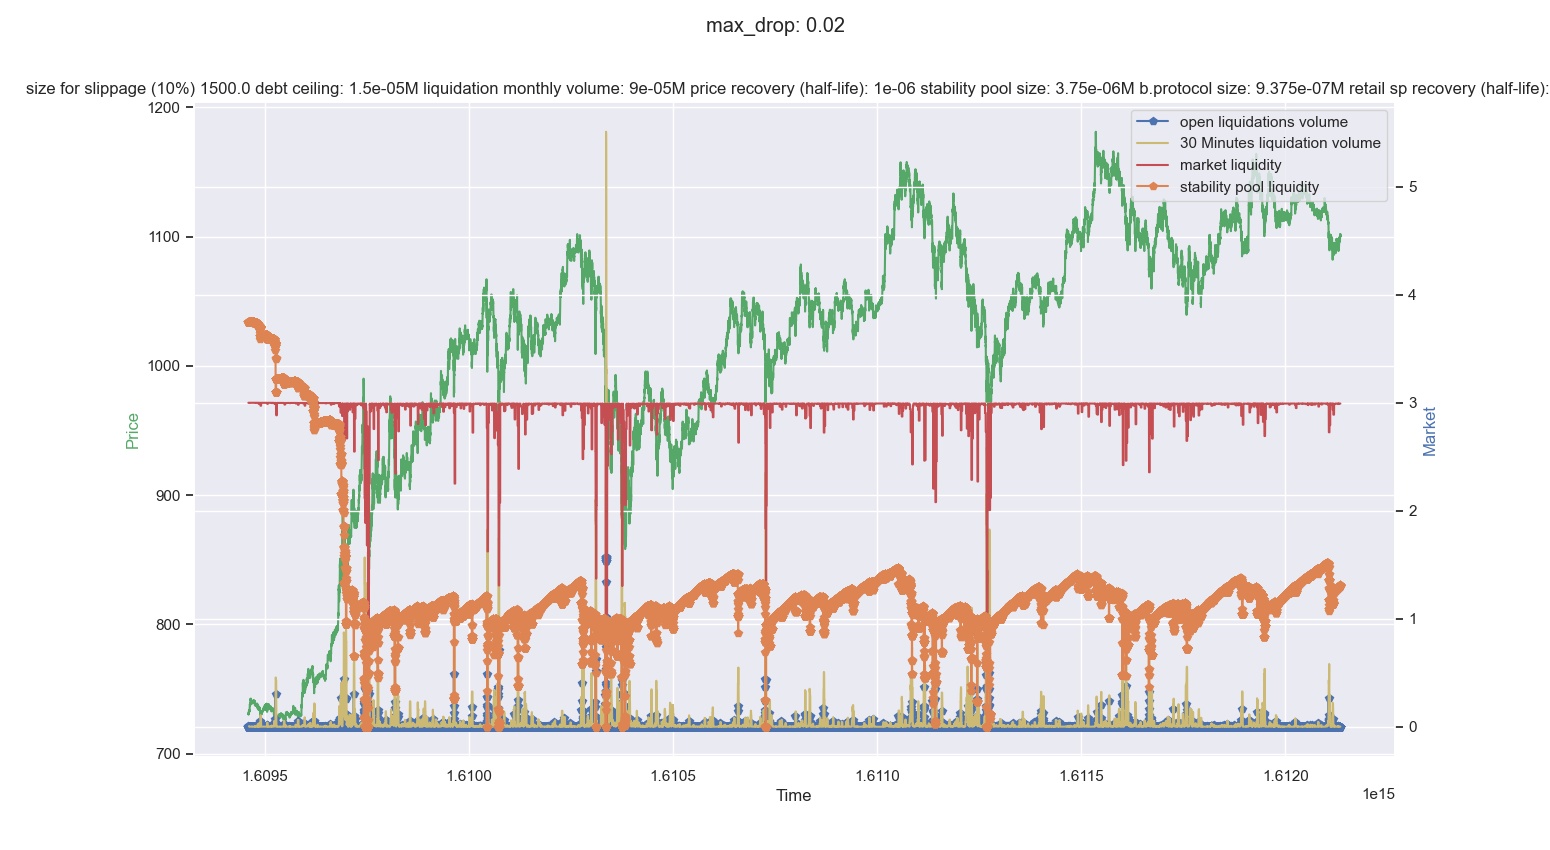 max_drop: 0.02
size for slippage (10%) 1500.0 debt ceiling: 1.5e-05M liquidation monthly volume: 9e-05M price recovery (half-life): 1e-06 stability pool size: 3.75e-06M b.protocol size: 9.375e-07M retail sp recovery (half-life):
open liquidations volume
30 Minutes liquidation volume
market liquidity
stability pool liquidity
1200
1100
1000
900
800
700
Price
5
4
3
2
1
0
Market
1.6095
1.6100
1.6105
1.6110
1.6115
1.6120
Time
1e15